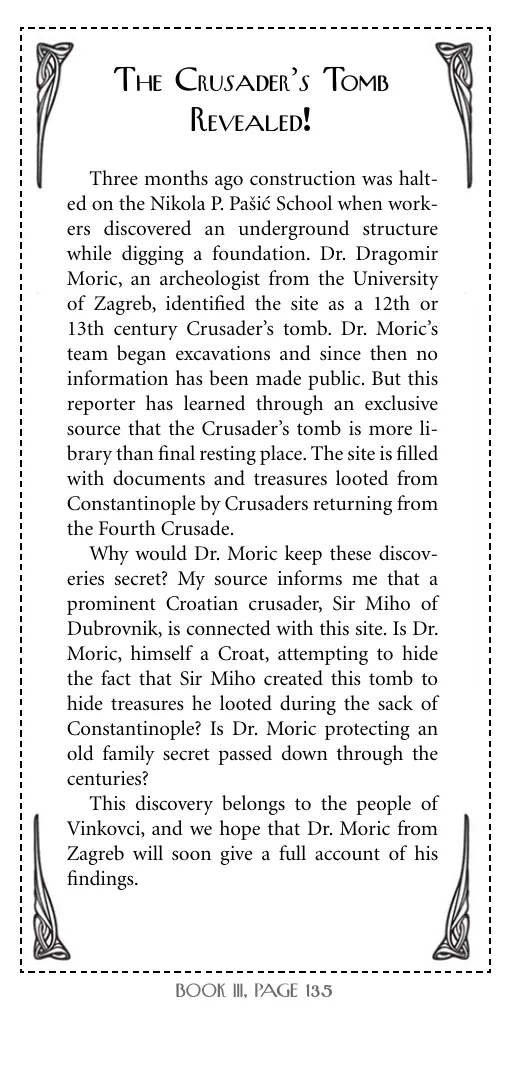 The Crusader's Tomb
Revealed!
Three months ago construction was halt-
ed on the Nikola P. Pašić School when work-
ers discovered an underground structure
while digging a foundation. Dr. Dragomir
Moric, an archeologist from the University
of Zagreb, identified the site as a 12th or
13th century Crusader's tomb. Dr. Moric's
team began excavations and since then no
information has been made public. But this
reporter has learned through an exclusive
source that the Crusader's tomb is more li-
brary than final resting place. The site is filled
with documents and treasures looted from
Constantinople by Crusaders returning from
the Fourth Crusade.
Why would Dr. Moric keep these discov-
eries secret? My source informs me that a
prominent Croatian crusader, Sir Miho of
Dubrovnik, is connected with this site. Is Dr.
Moric, himself a Croat, attempting to hide
the fact that Sir Miho created this tomb to
hide treasures he looted during the sack of
Constantinople? Is Dr. Moric protecting an
old family secret passed down through the
centuries?
This discovery belongs to the people of
Vinkovci, and we hope that Dr. Moric from
Zagreb will soon give a full account of his
findings.
BOOK III, PAGE 135